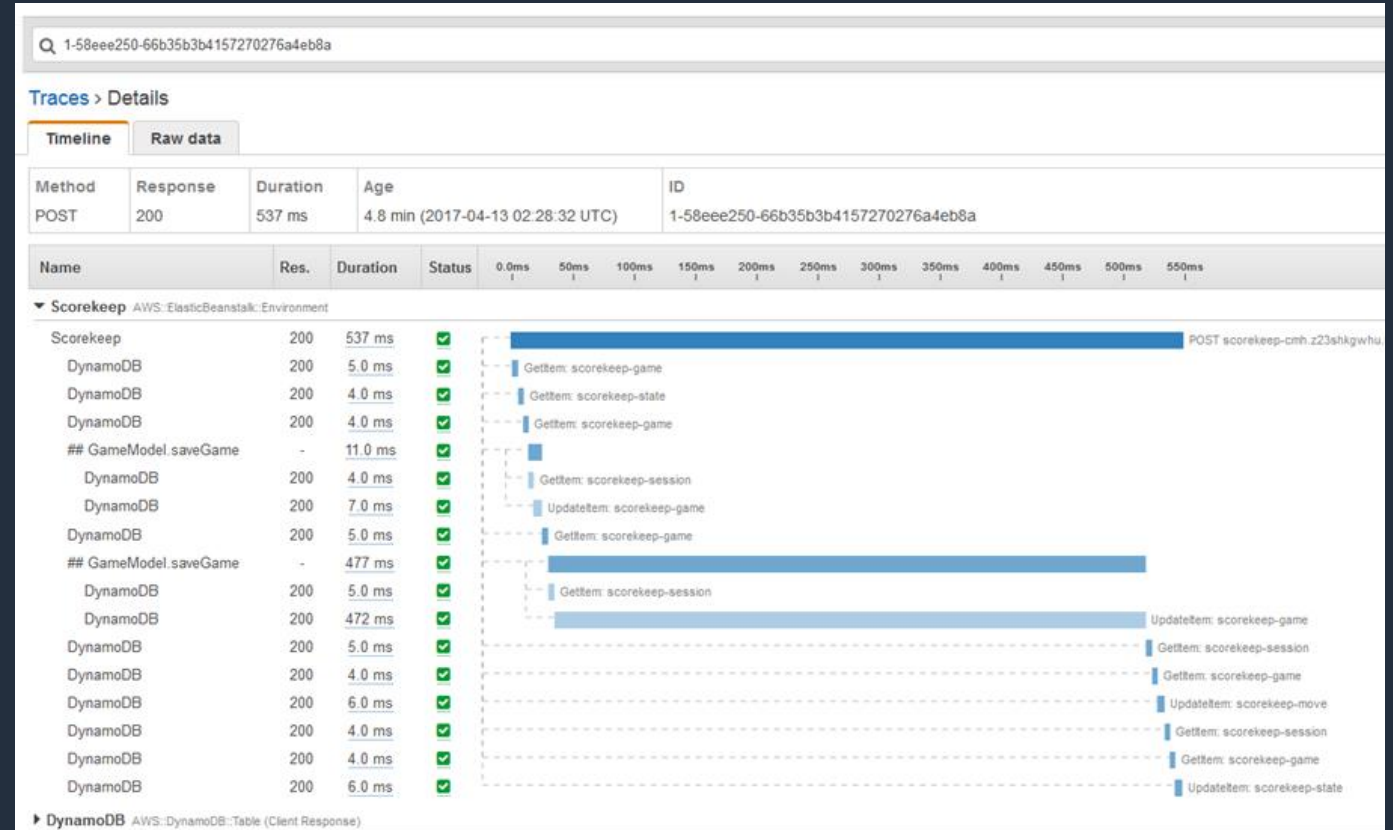 1-58eee250-66b35b3b4157270276a4eb8a
Traces > Details
Timeline Raw data
Method Response Duration Age ID
POST 200 537 ms 4.8 min (2017-04-13 02:28:32 UTC) 1-58eee250-66b35b3b4157270276a4eb8a
Name Res. Duration Status 0.0ms 50ms 100ms 150ms 200ms 250ms 300ms 350ms 400ms 450ms 500ms 550ms
Scorekeep AWS::ElasticBeanstalk::Environment
Scorekeep 200 537 ms POST scorekeep-cmh.z23shkgwhu.
DynamoDB 200 5.0 ms GetItem: scorekeep-game
DynamoDB 200 4.0 ms GetItem: scorekeep-state
DynamoDB 200 4.0 ms GetItem: scorekeep-game
## GameModel.saveGame - 11.0 ms
DynamoDB 200 4.0 ms GetItem: scorekeep-session
DynamoDB 200 7.0 ms UpdateItem: scorekeep-game
DynamoDB 200 5.0 ms GetItem: scorekeep-game
## GameModel.saveGame - 477 ms
DynamoDB 200 5.0 ms GetItem: scorekeep-session
DynamoDB 200 472 ms UpdateItem: scorekeep-game
DynamoDB 200 5.0 ms GetItem: scorekeep-session
DynamoDB 200 4.0 ms GetItem: scorekeep-game
DynamoDB 200 6.0 ms UpdateItem: scorekeep-move
DynamoDB 200 4.0 ms GetItem: scorekeep-session
DynamoDB 200 4.0 ms GetItem: scorekeep-game
DynamoDB 200 6.0 ms UpdateItem: scorekeep-state
DynamoDB AWS::DynamoDB::Table (Client Response)